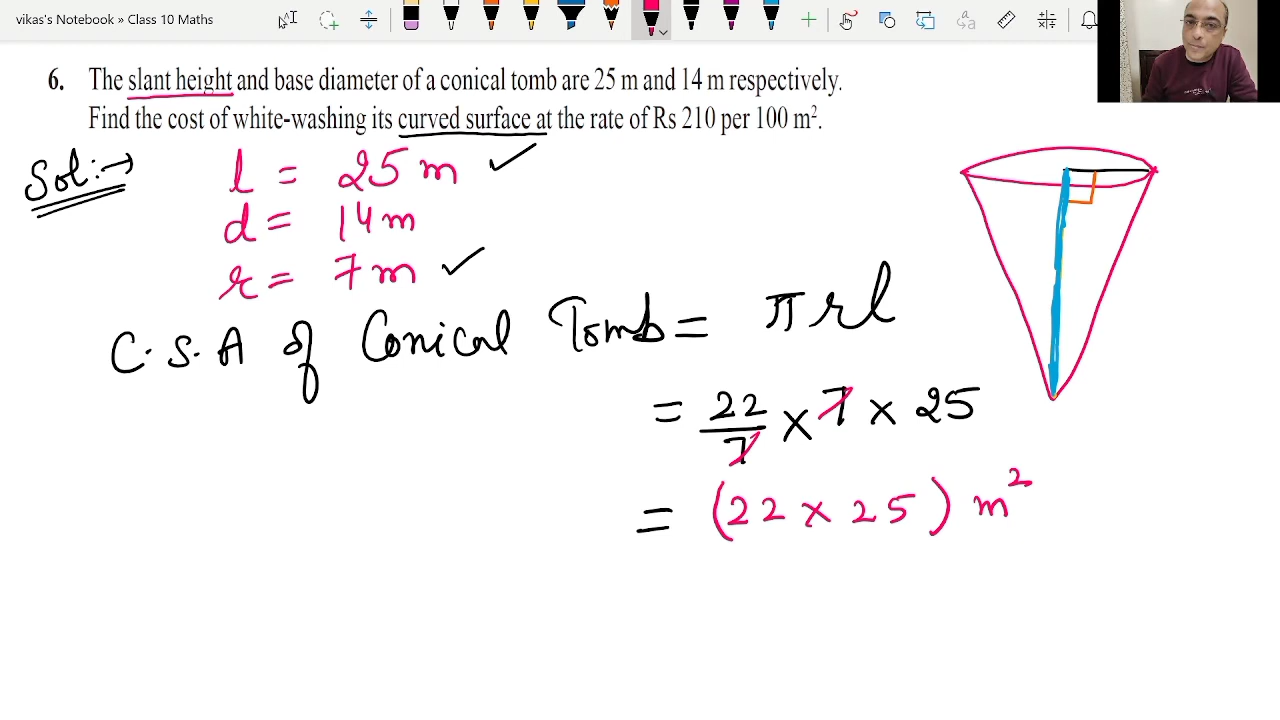 vikas's Notebook » Class 10 Maths
6. The slant height and base diameter of a conical tomb are 25 m and 14 m respectively.
Find the cost of white-washing its curved surface at the rate of Rs 210 per 100 m².
Sol:→ l = 25 m ✓
d = 14 m
r = 7 m ✓
C.S.A of Conical Tomb = πrl
= 22/7 × 7 × 25
= (22 × 25) m²